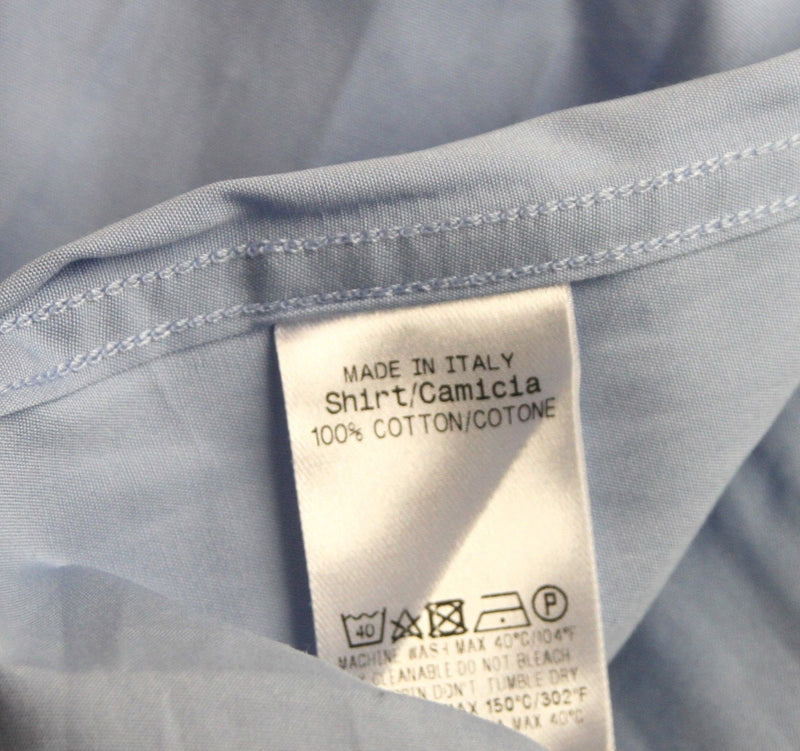 MADE IN ITALY
Shirt/Camicia
100% COTTON/COTONE
40 P
MACHINE WASH MAX 40°C/104°F
CLEANABLE DO NOT BLEACH
DON'T TUMBLE DRY
150°C/302°F
MAX 40°C